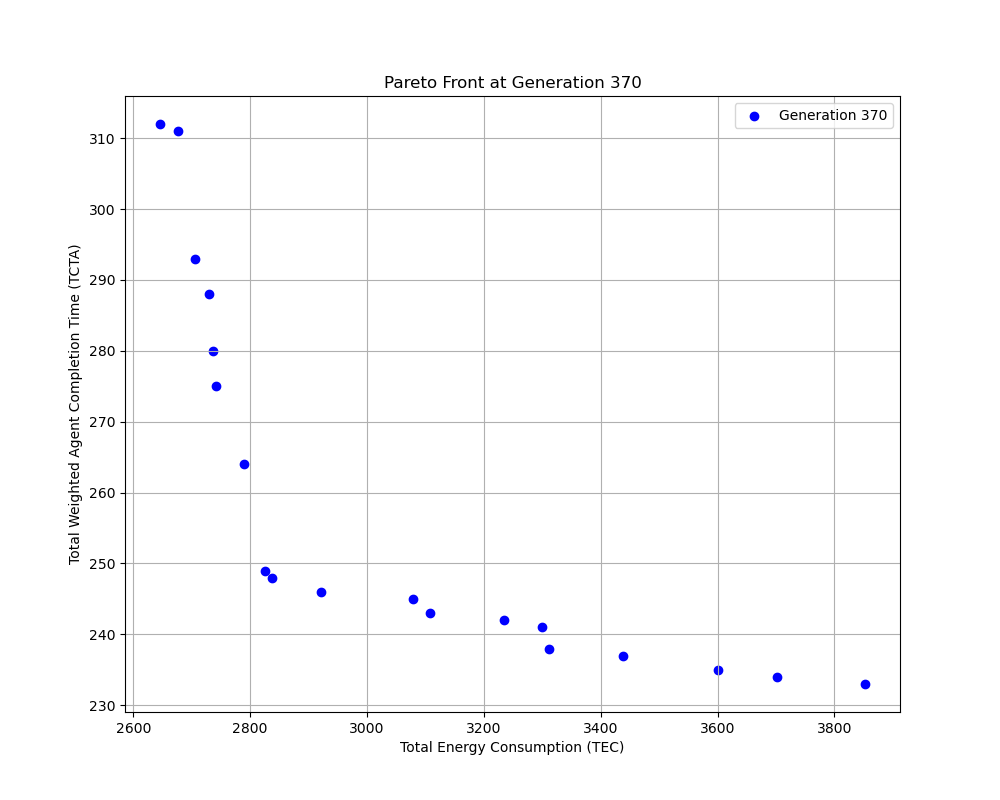 Pareto Front at Generation 370
Generation 370
Total Weighted Agent Completion Time (TCTA)
310
300
290
280
270
260
250
240
230
2600 2800 3000 3200 3400 3600 3800
Total Energy Consumption (TEC)